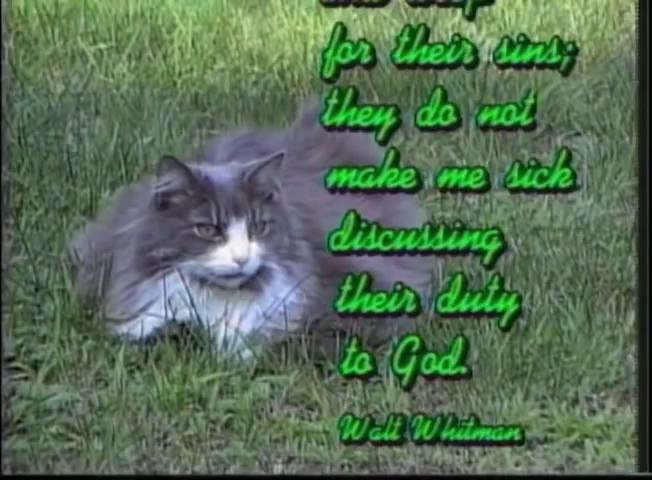 for their sins;
they do not
make me sick
discussing
their duty
to God.
Walt Whitman